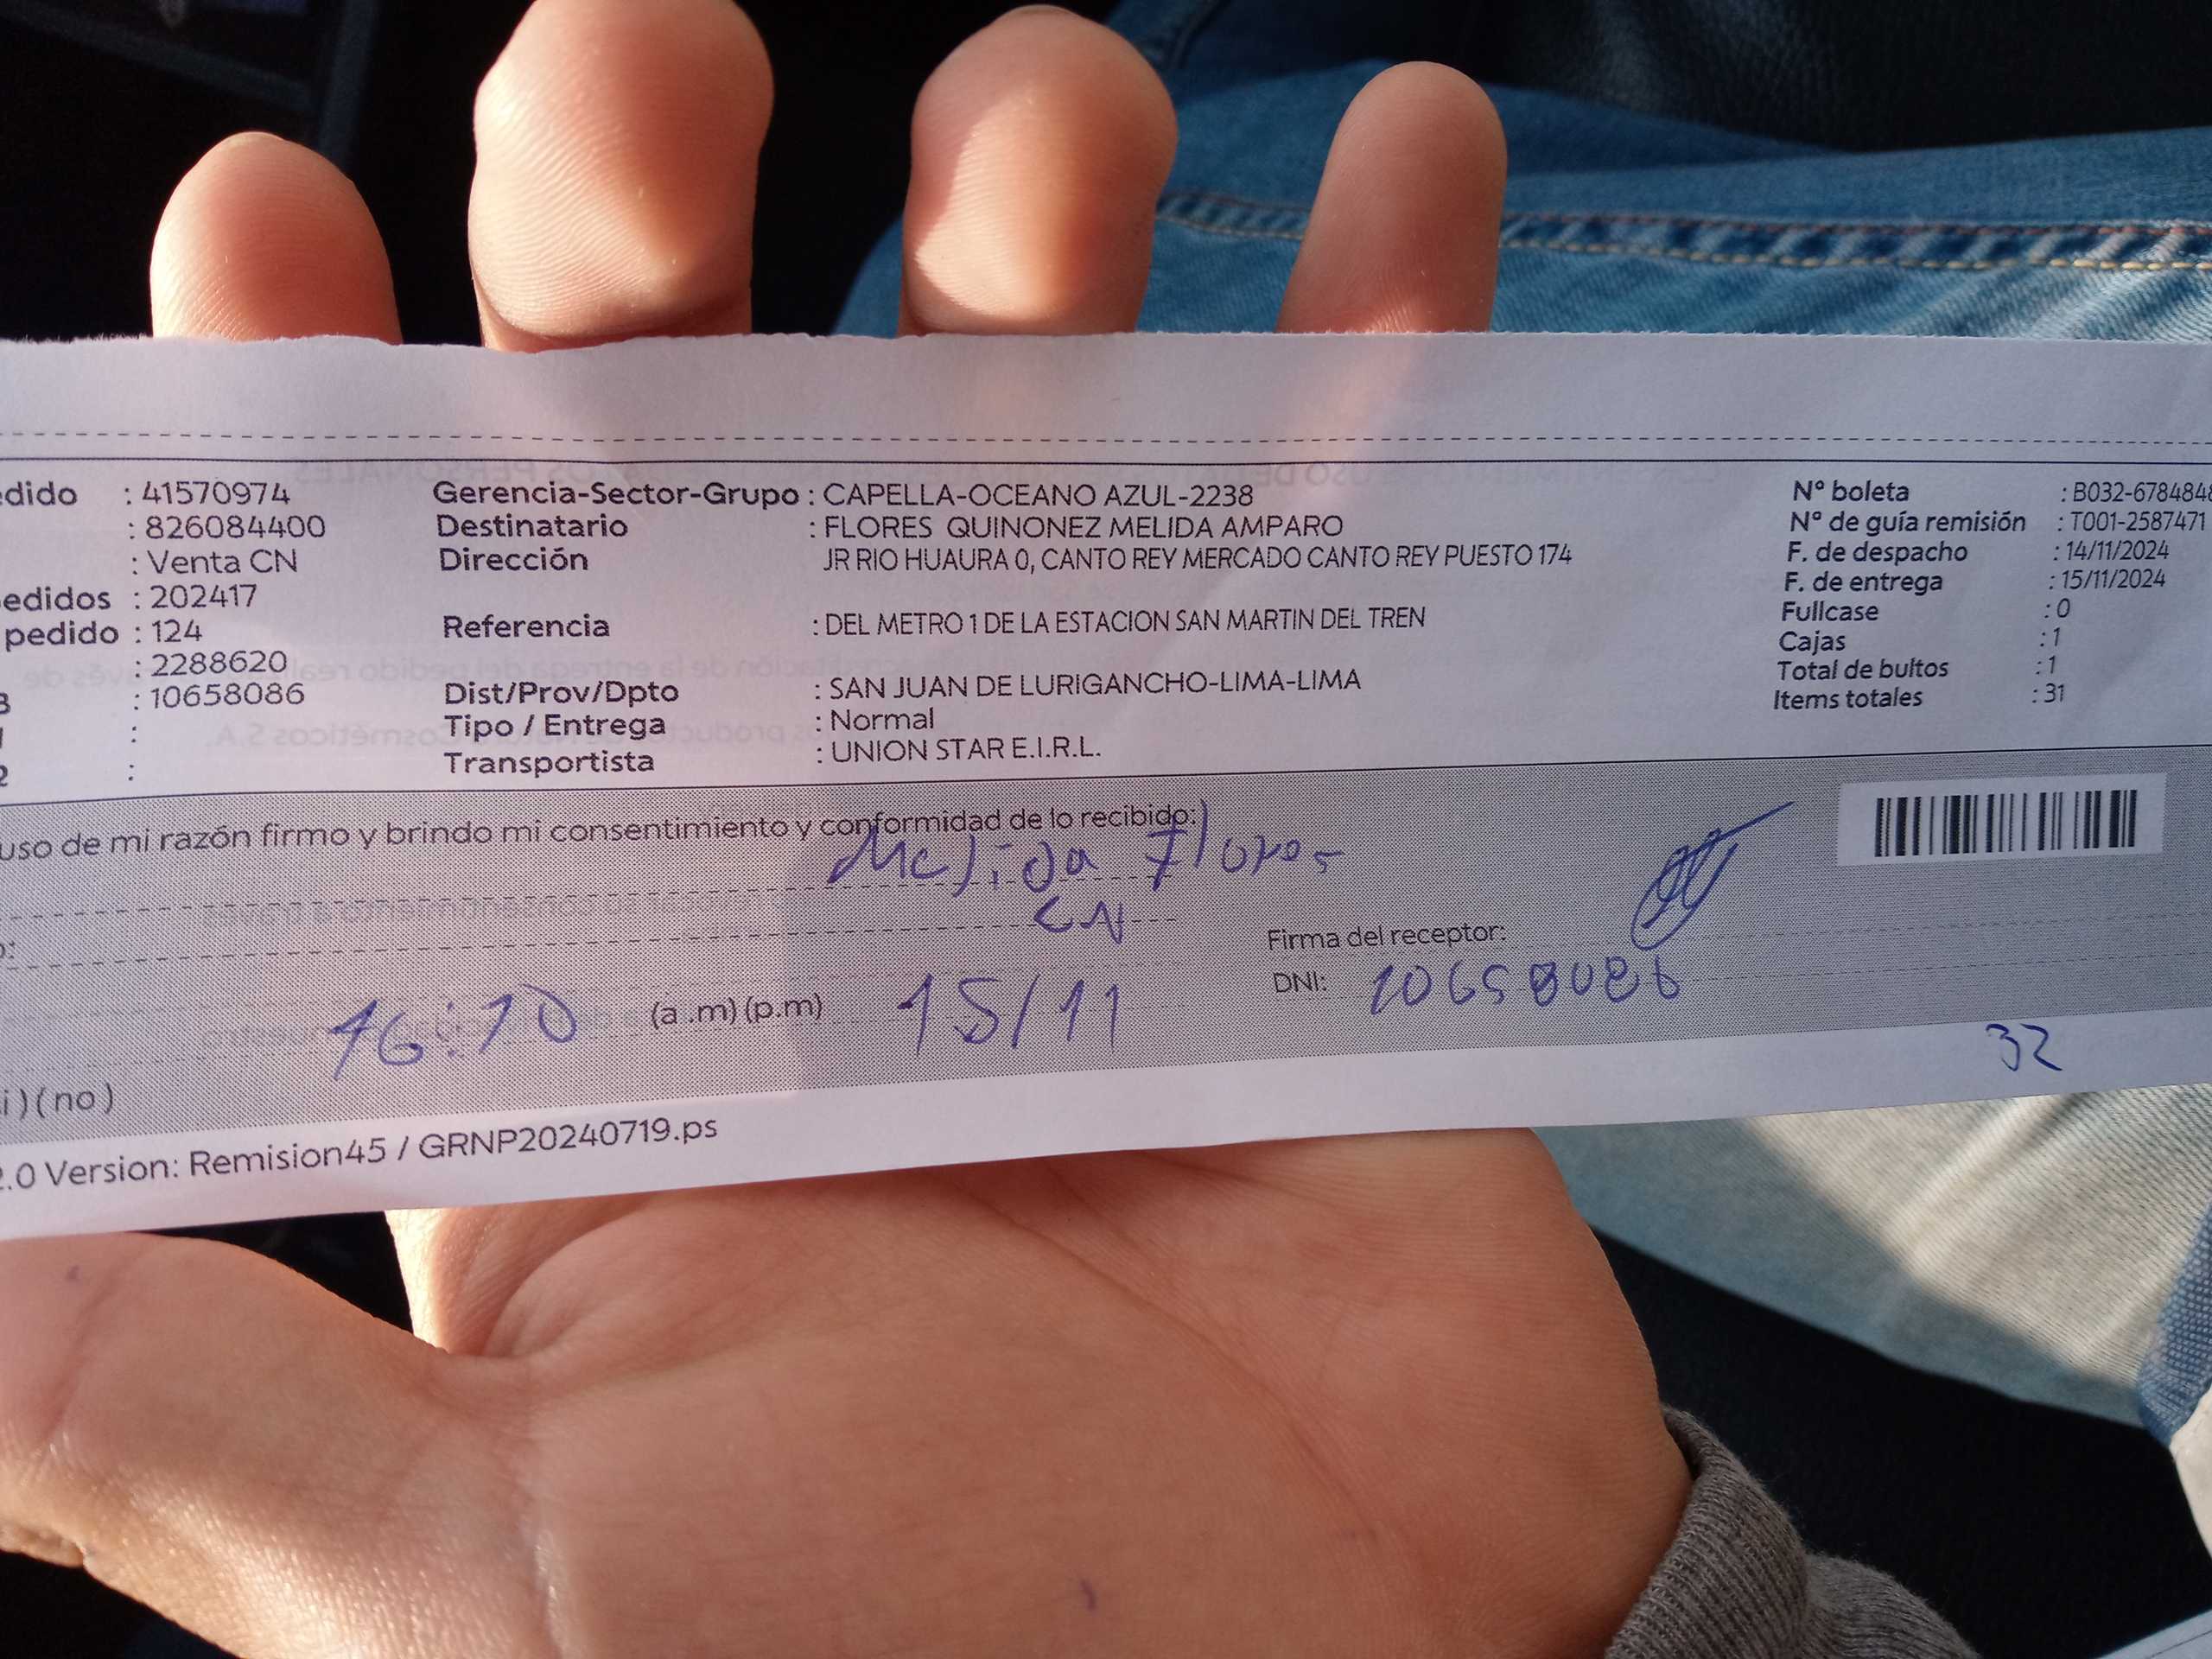 dido : 41570974 Gerencia-Sector-Grupo : CAPELLA-OCEANO AZUL-2238 N° boleta : B032-6784848
: 826084400 Destinatario : FLORES QUINONEZ MELIDA AMPARO N° de guía remisión : T001-2587471
: Venta CN Dirección JR RIO HUAURA 0, CANTO REY MERCADO CANTO REY PUESTO 174 F. de despacho : 14/11/2024
edidos : 202417 F. de entrega : 15/11/2024
pedido : 124 Referencia : DEL METRO 1 DE LA ESTACION SAN MARTIN DEL TREN Fullcase : 0
: 2288620 Cajas : 1
3 : 10658086 Dist/Prov/Dpto : SAN JUAN DE LURIGANCHO-LIMA-LIMA Total de bultos : 1
: Tipo / Entrega : Normal Items totales : 31
2 : Transportista : UNION STAR E.I.R.L.
uso de mi razón firmo y brindo mi consentimiento y conformidad de lo recibido:
Melida Flores
CN
o: Firma del receptor:
16:10 (a .m) (p.m) 15/11 DNI: 10658086
32
i ) ( no )
2.0 Version: Remision45 / GRNP20240719.ps